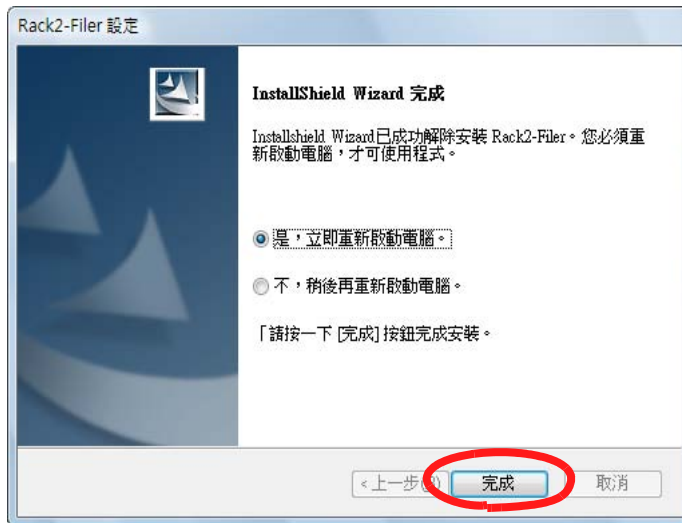 Rack2-Filer 設定
InstallShield Wizard 完成
Installshield Wizard已成功解除安裝 Rack2-Filer。您必須重
新啟動電腦，才可使用程式。
是，立即重新啟動電腦。
不，稍後再重新啟動電腦。
「請按一下 [完成] 按鈕完成安裝。
<上一步
完成
取消